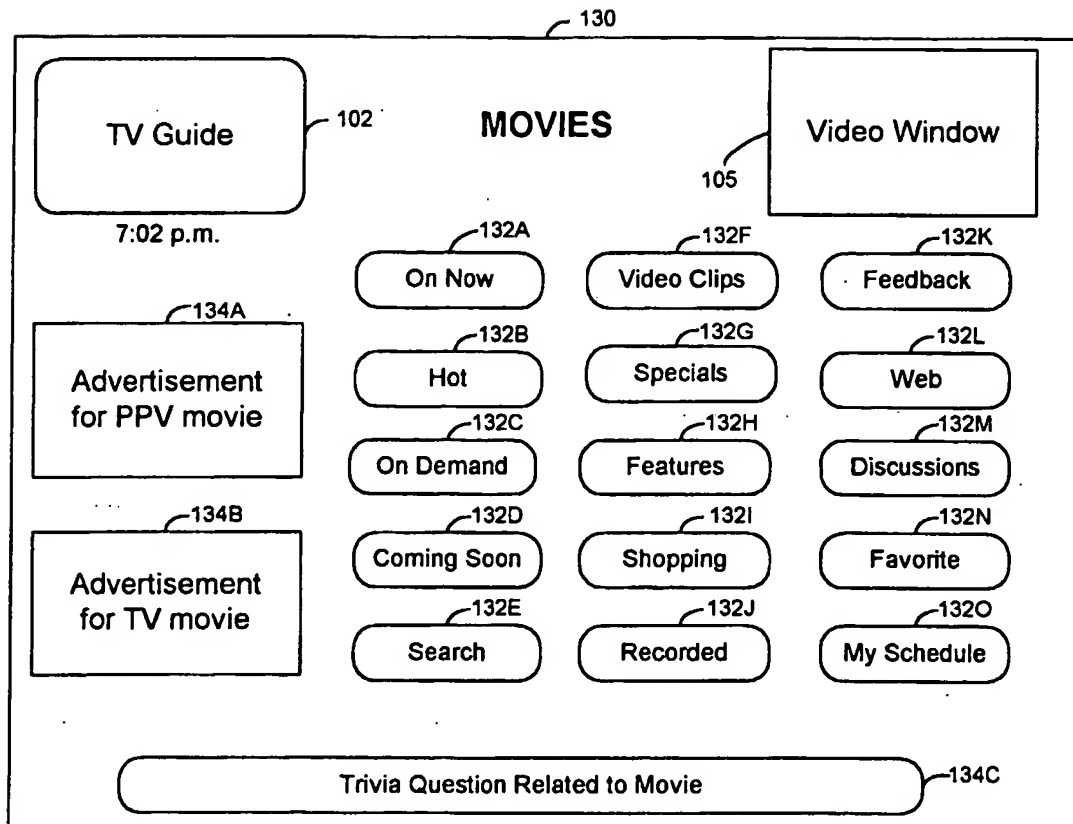 130
TV Guide
102
MOVIES
Video Window
105
7:02 p.m.
132A
132F
132K
On Now
Video Clips
Feedback
134A
132B
132G
132L
Advertisement
for PPV movie
Hot
Specials
Web
132C
132H
132M
On Demand
Features
Discussions
134B
132D
132I
132N
Advertisement
for TV movie
Coming Soon
Shopping
Favorite
132E
132J
132O
Search
Recorded
My Schedule
Trivia Question Related to Movie
134C